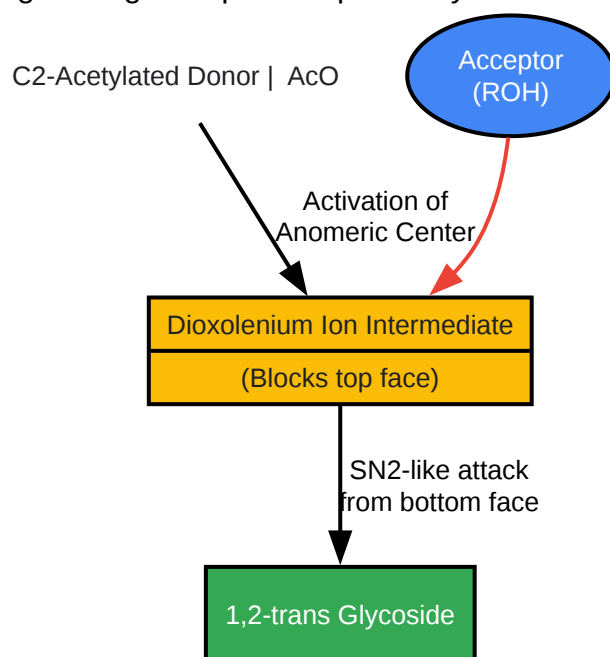 C2-Acetylated Donor | AcO
Acceptor
(ROH)
Activation of
Anomeric Center
Dioxolenium Ion Intermediate
(Blocks top face)
SN2-like attack
from bottom face
1,2-trans Glycoside